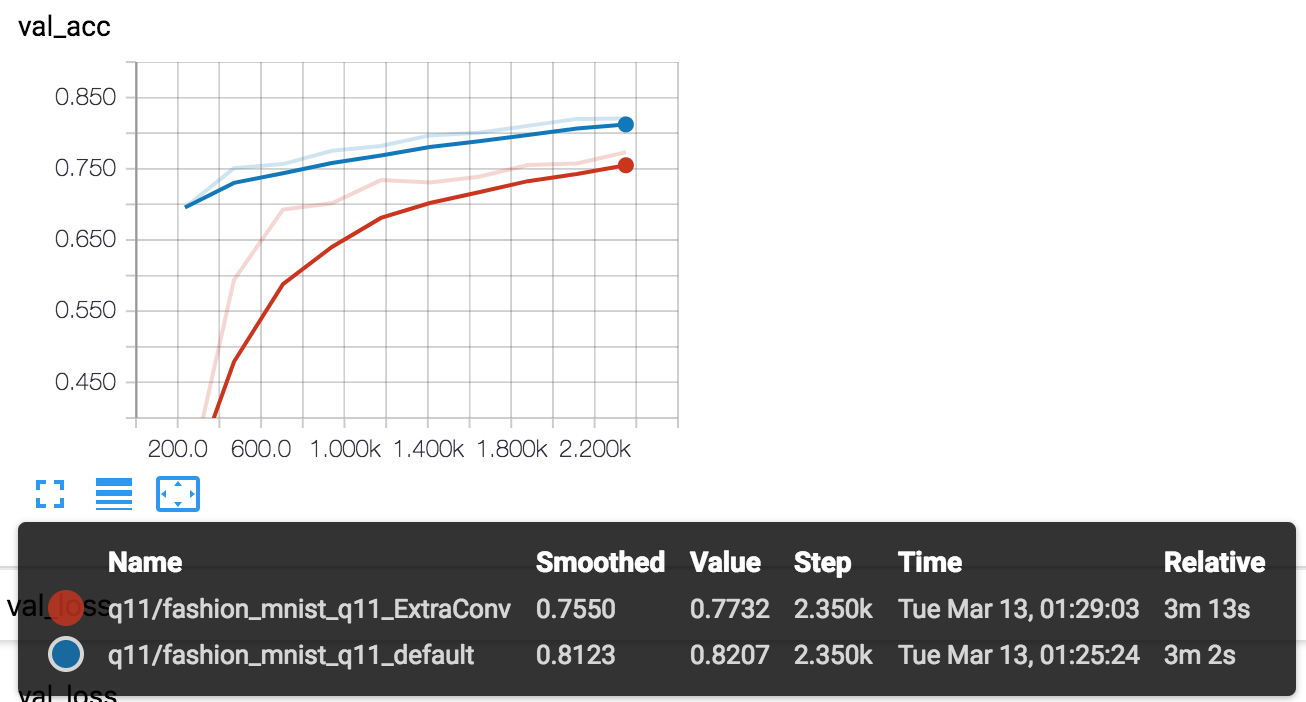 val_acc
0.850
0.750
0.650
0.550
0.450
200.0 600.0 1.000k 1.400k 1.800k 2.200k
Name Smoothed Value Step Time Relative
val_loss
q11/fashion_mnist_q11_ExtraConv 0.7550 0.7732 2.350k Tue Mar 13, 01:29:03 3m 13s
q11/fashion_mnist_q11_default 0.8123 0.8207 2.350k Tue Mar 13, 01:25:24 3m 2s
val_loss